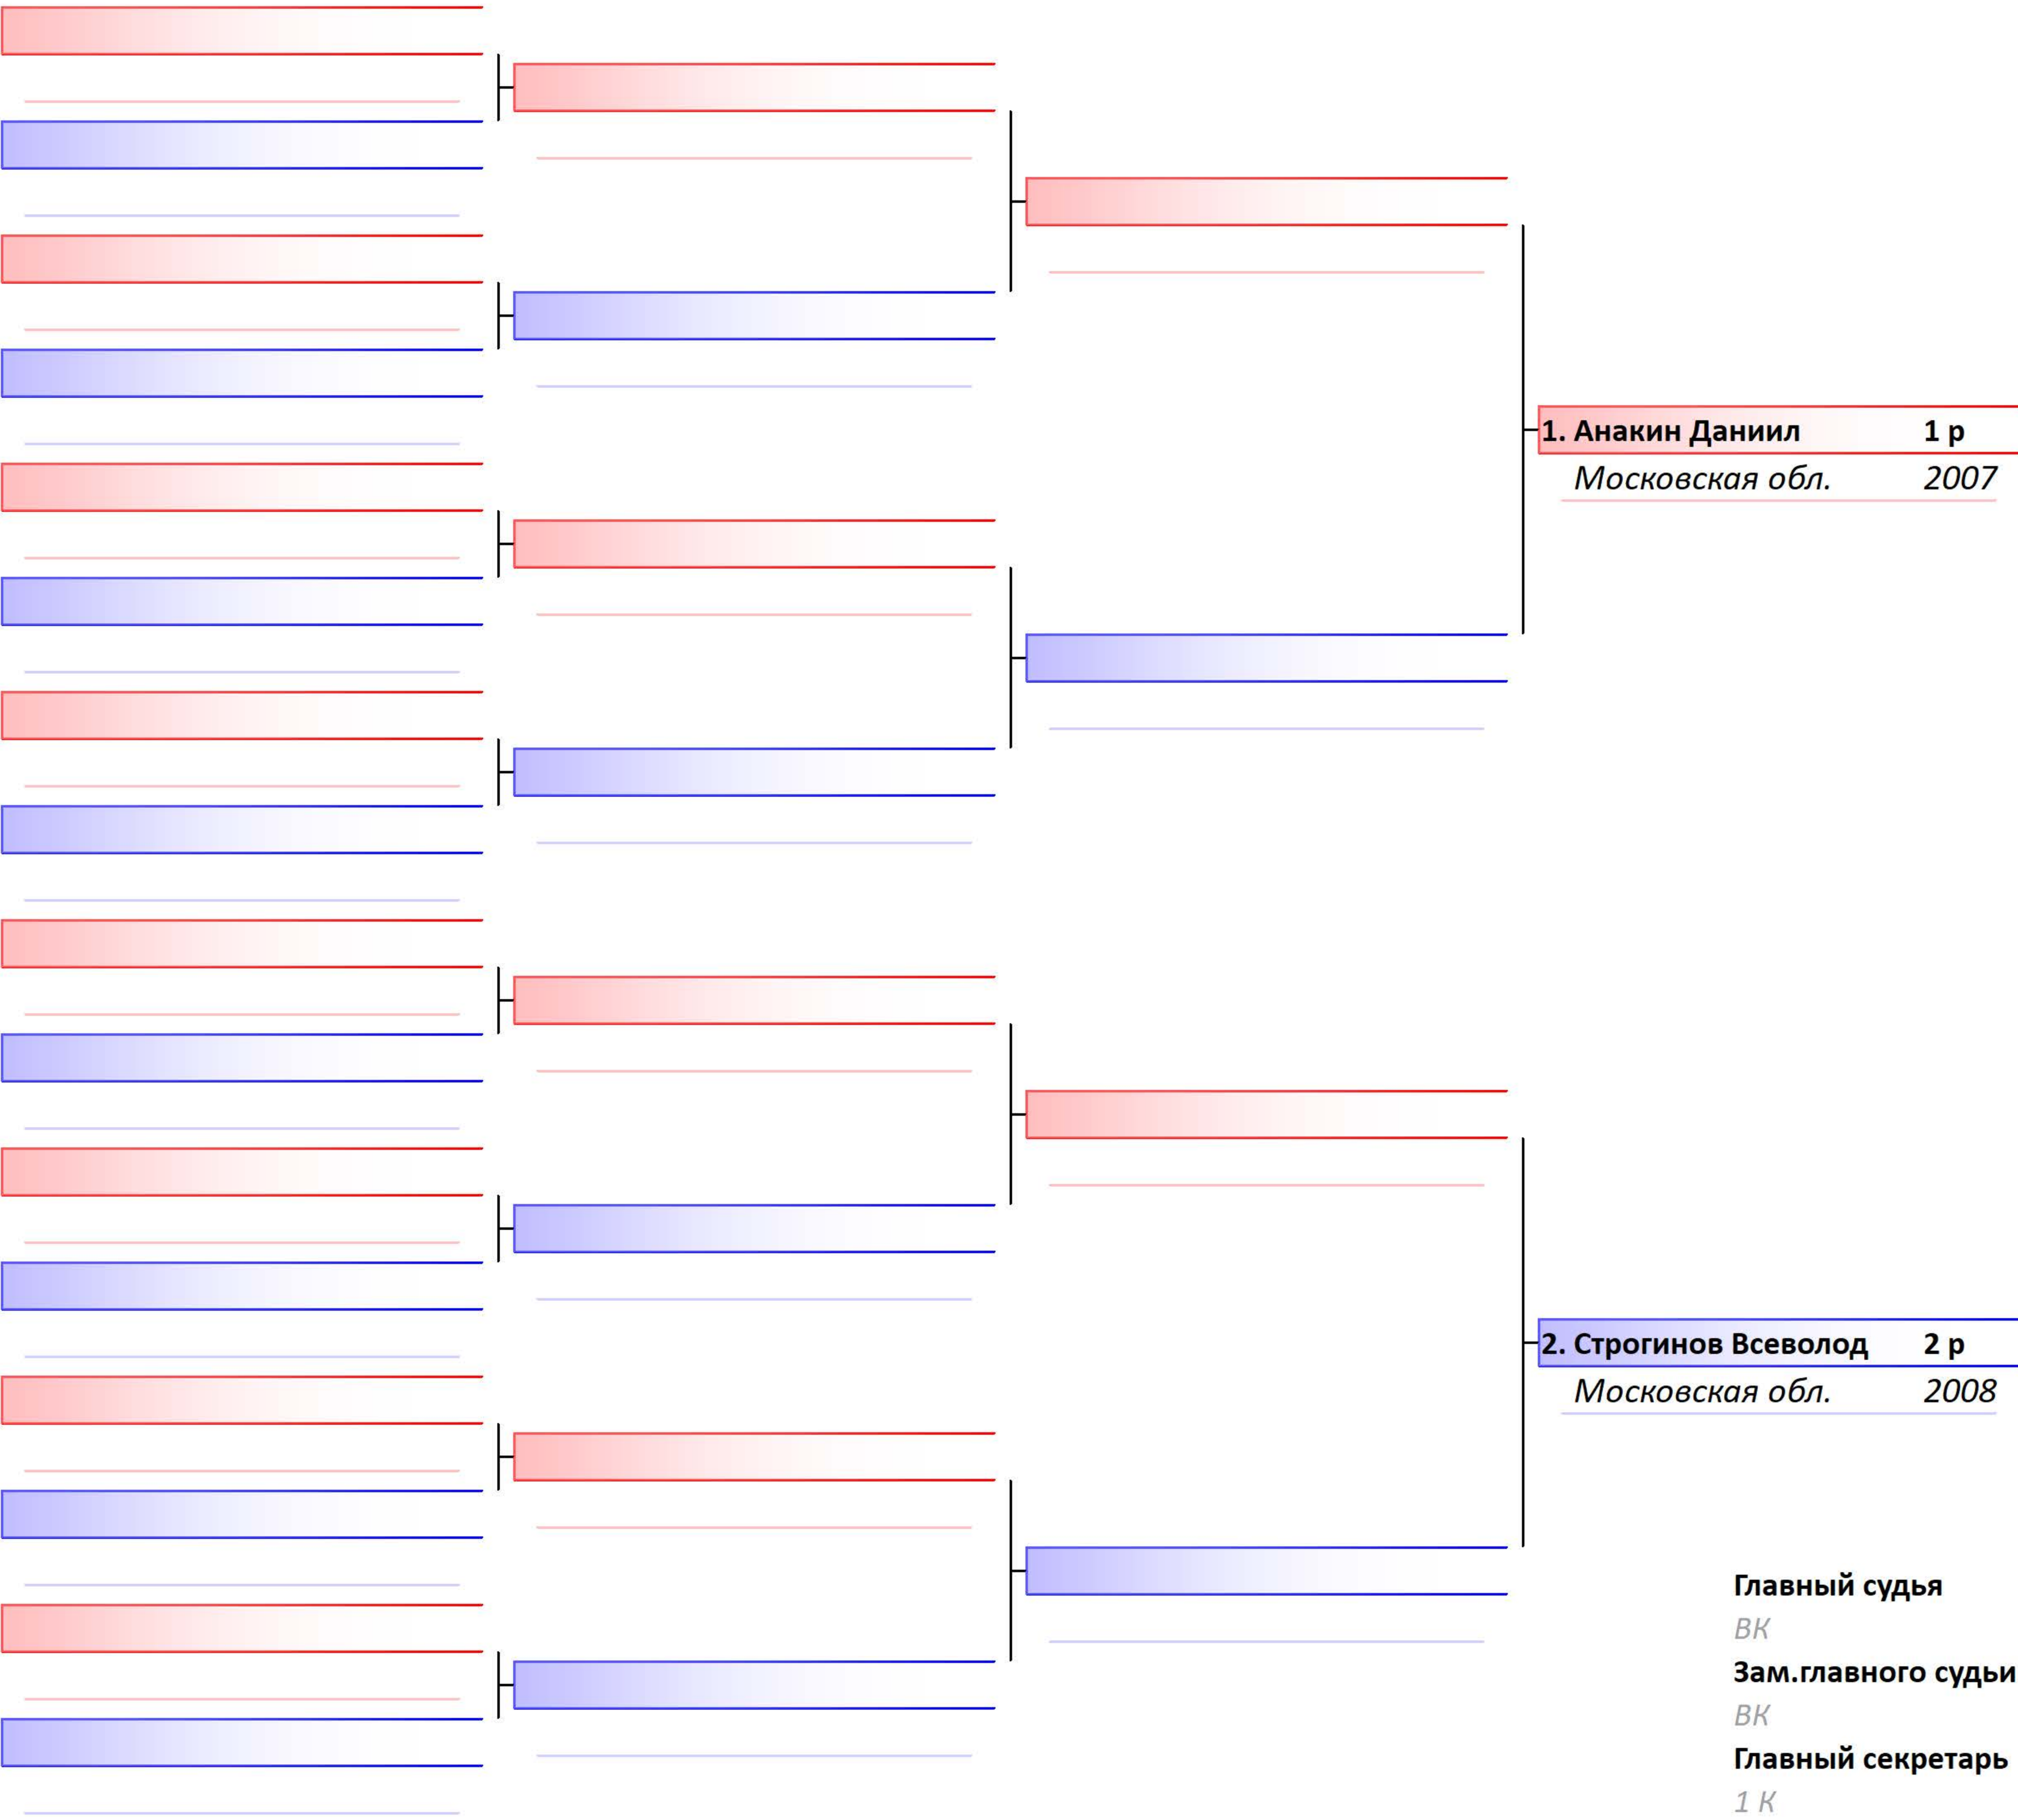 1. Анакин Даниил 1 р
Московская обл. 2007
2. Строгинов Всеволод 2 р
Московская обл. 2008
Главный судья
ВК
Зам.главного судьи
ВК
Главный секретарь
1 К